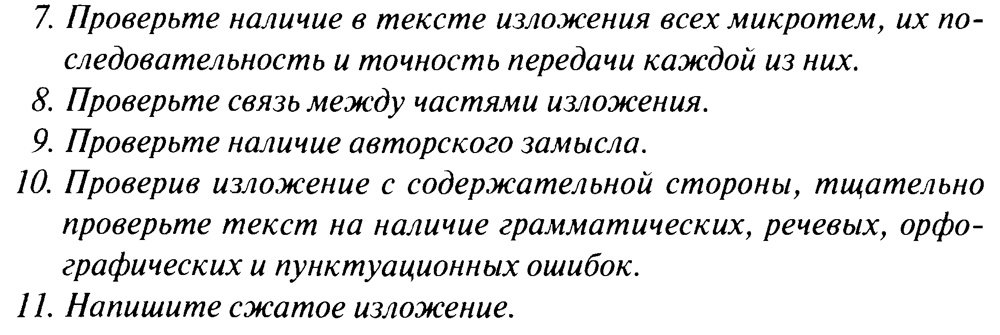 7. Проверьте наличие в тексте изложения всех микротем, их по-
следовательность и точность передачи каждой из них.
8. Проверьте связь между частями изложения.
9. Проверьте наличие авторского замысла.
10. Проверив изложение с содержательной стороны, тщательно
проверьте текст на наличие грамматических, речевых, орфо-
графических и пунктуационных ошибок.
11. Напишите сжатое изложение.